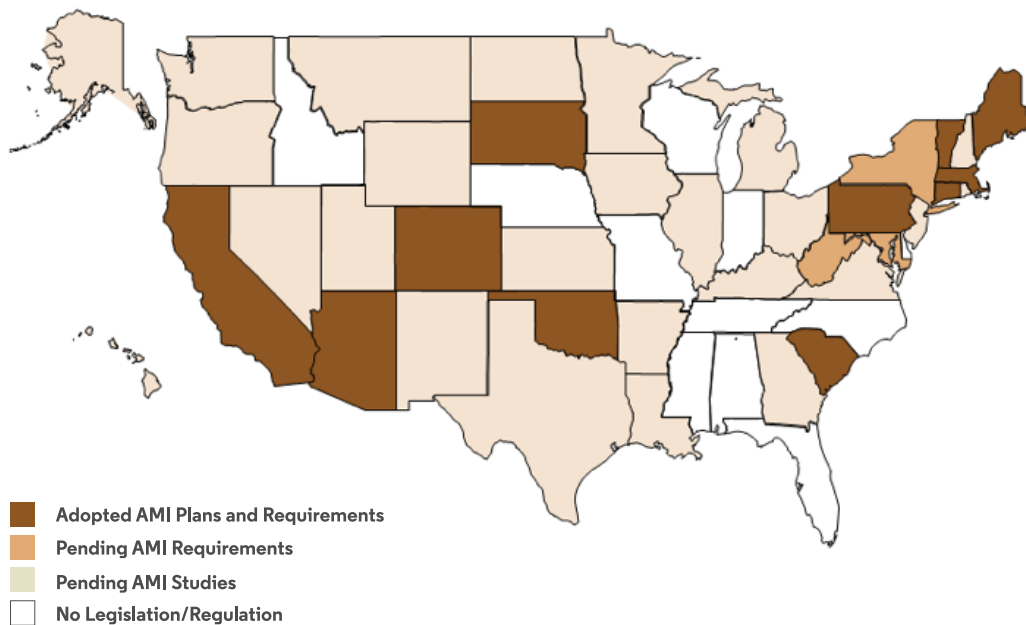 Adopted AMI Plans and Requirements
Pending AMI Requirements
Pending AMI Studies
No Legislation/Regulation